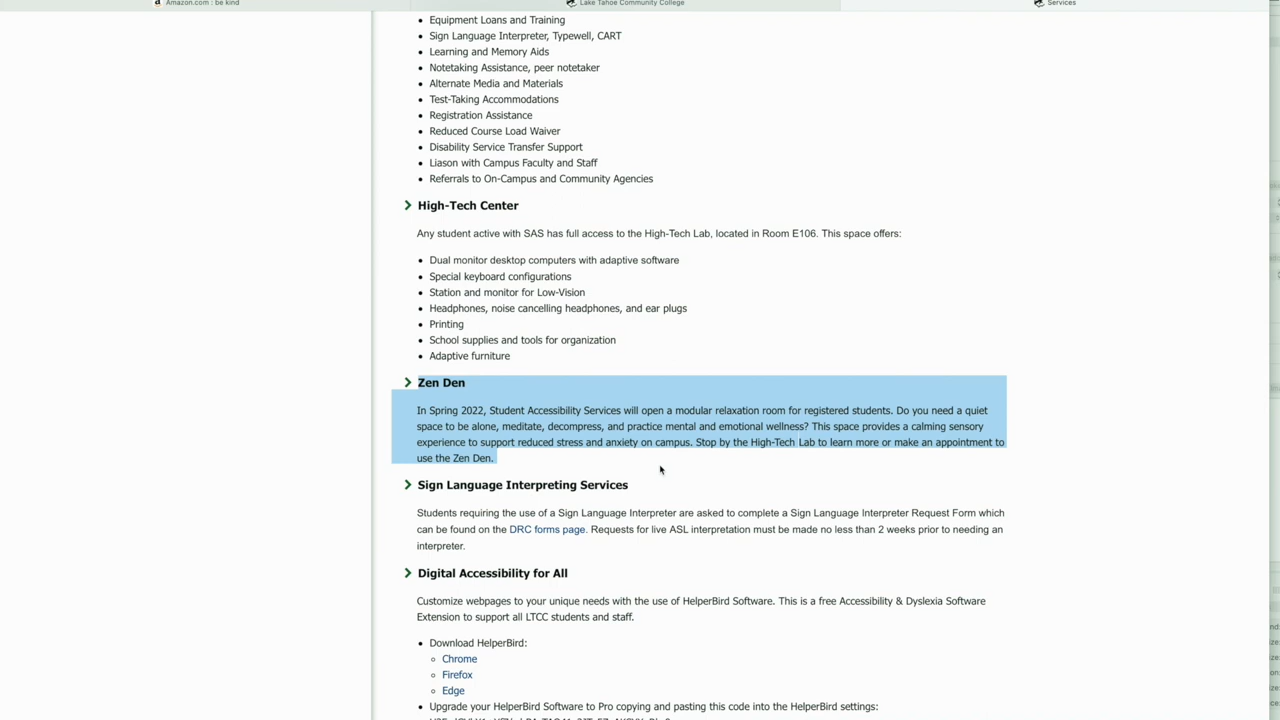 Amazon.com : be kind
Lake Tahoe Community College
Services
Equipment Loans and Training
Sign Language Interpreter, Typewell, CART
Learning and Memory Aids
Notetaking Assistance, peer notetaker
Alternate Media and Materials
Test-Taking Accommodations
Registration Assistance
Reduced Course Load Waiver
Disability Service Transfer Support
Liason with Campus Faculty and Staff
Referrals to On-Campus and Community Agencies
High-Tech Center
Any student active with SAS has full access to the High-Tech Lab, located in Room E106. This space offers:
Dual monitor desktop computers with adaptive software
Special keyboard configurations
Station and monitor for Low-Vision
Headphones, noise cancelling headphones, and ear plugs
Printing
School supplies and tools for organization
Adaptive furniture
Zen Den
In Spring 2022, Student Accessibility Services will open a modular relaxation room for registered students. Do you need a quiet
space to be alone, meditate, decompress, and practice mental and emotional wellness? This space provides a calming sensory
experience to support reduced stress and anxiety on campus. Stop by the High-Tech Lab to learn more or make an appointment to
use the Zen Den.
Sign Language Interpreting Services
Students requiring the use of a Sign Language Interpreter are asked to complete a Sign Language Interpreter Request Form which
can be found on the DRC forms page. Requests for live ASL interpretation must be made no less than 2 weeks prior to needing an
interpreter.
Digital Accessibility for All
Customize webpages to your unique needs with the use of HelperBird Software. This is a free Accessibility & Dyslexia Software
Extension to support all LTCC students and staff.
Download HelperBird:
Chrome
Firefox
Edge
Upgrade your HelperBird Software to Pro copying and pasting this code into the HelperBird settings: